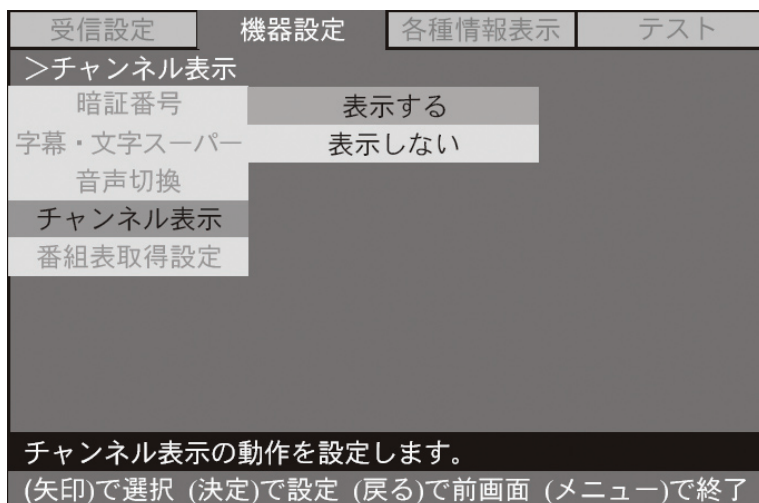 受信設定 機器設定 各種情報表示 テスト
＞チャンネル表示
暗証番号 表示する
字幕・文字スーパー 表示しない
音声切換
チャンネル表示
番組表取得設定
チャンネル表示の動作を設定します。
(矢印)で選択 (決定)で設定 (戻る)で前画面 (メニュー)で終了